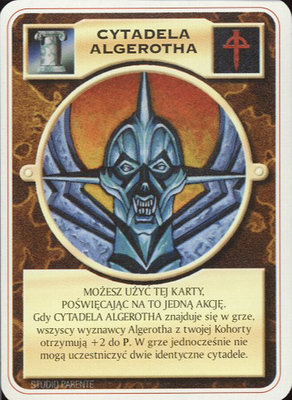 CYTADELA
ALGEROTHA
MOŻESZ UŻYĆ TEJ KARTY,
POŚWIĘCAJĄC NA TO JEDNĄ AKCJĘ.
Gdy CYTADELA ALGEROTHA znajduje się w grze,
wszyscy wyznawcy Algerotha z twojej Kohorty
otrzymują +2 do P. W grze jednocześnie nie
mogą uczestniczyć dwie identyczne cytadele.
STUDIO PARENTE